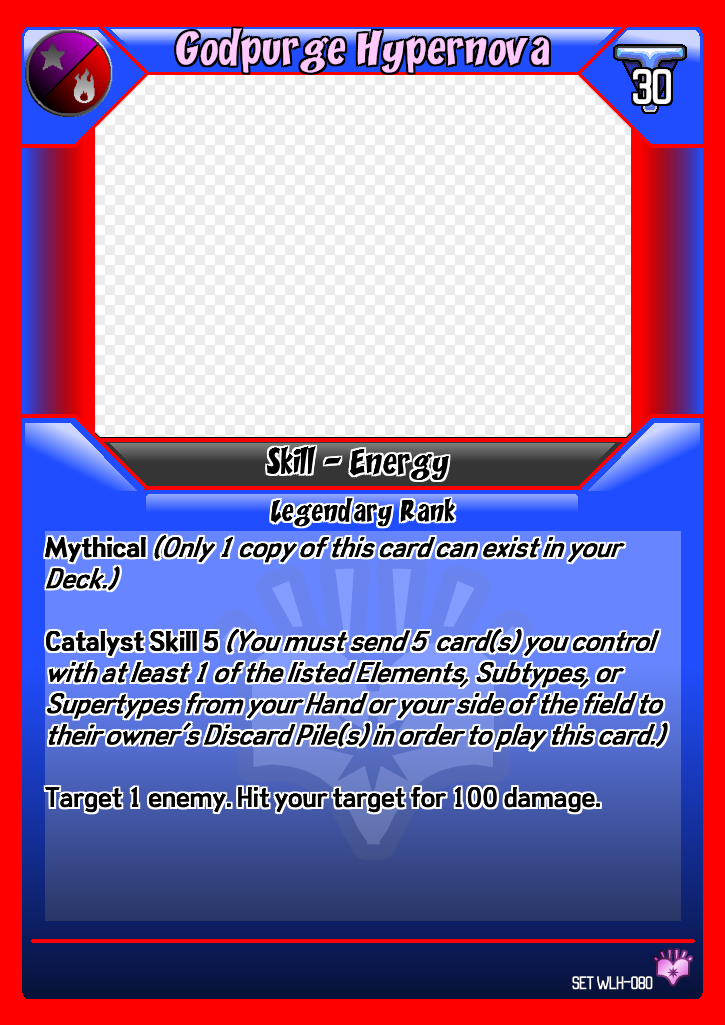 Godpurge Hypernova
30
Skill - Energy
Legendary Rank
Mythical (Only 1 copy of this card can exist in your
Deck.)
Catalyst Skill 5 (You must send 5 card(s) you control
with at least 1 of the listed Elements, Subtypes, or
Supertypes from your Hand or your side of the field to
their owner's Discard Pile(s) in order to play this card.)
Target 1 enemy. Hit your target for 100 damage.
SET WLH-080